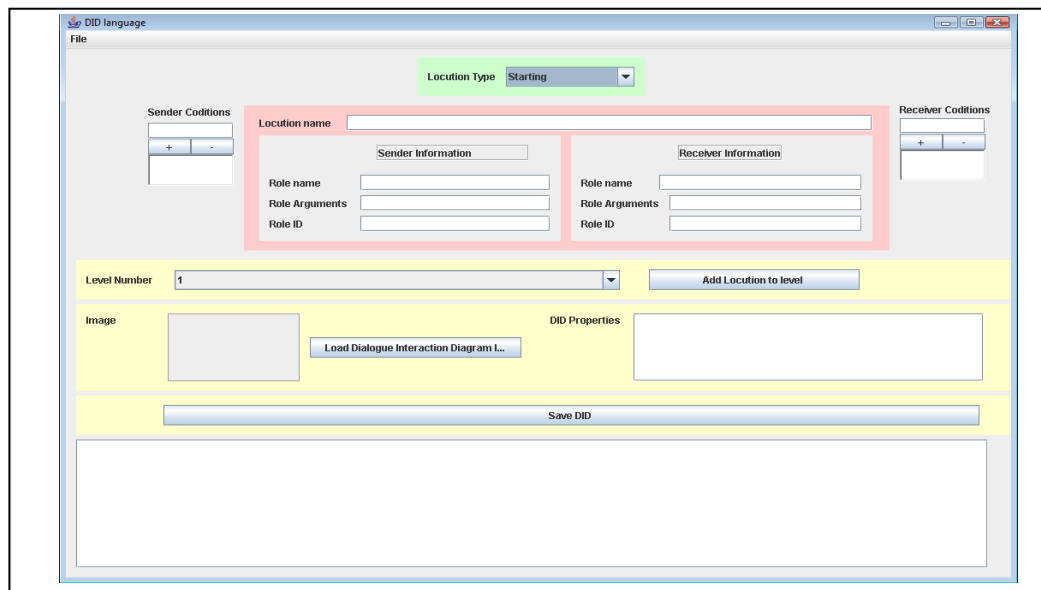 DID language
File
Locution Type Starting
Sender Coditions
Receiver Coditions
Locution name
+ -
+ -
Sender Information
Receiver Information
Role name
Role name
Role Arguments
Role Arguments
Role ID
Role ID
Level Number 1 Add Locution to level
Image
DID Properties
Load Dialogue Interaction Diagram I...
Save DID